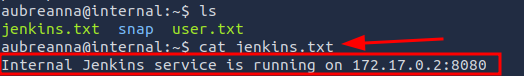 aubreanna@internal:~$ ls
jenkins.txt  snap  user.txt
aubreanna@internal:~$ cat jenkins.txt
Internal Jenkins service is running on 172.17.0.2:8080